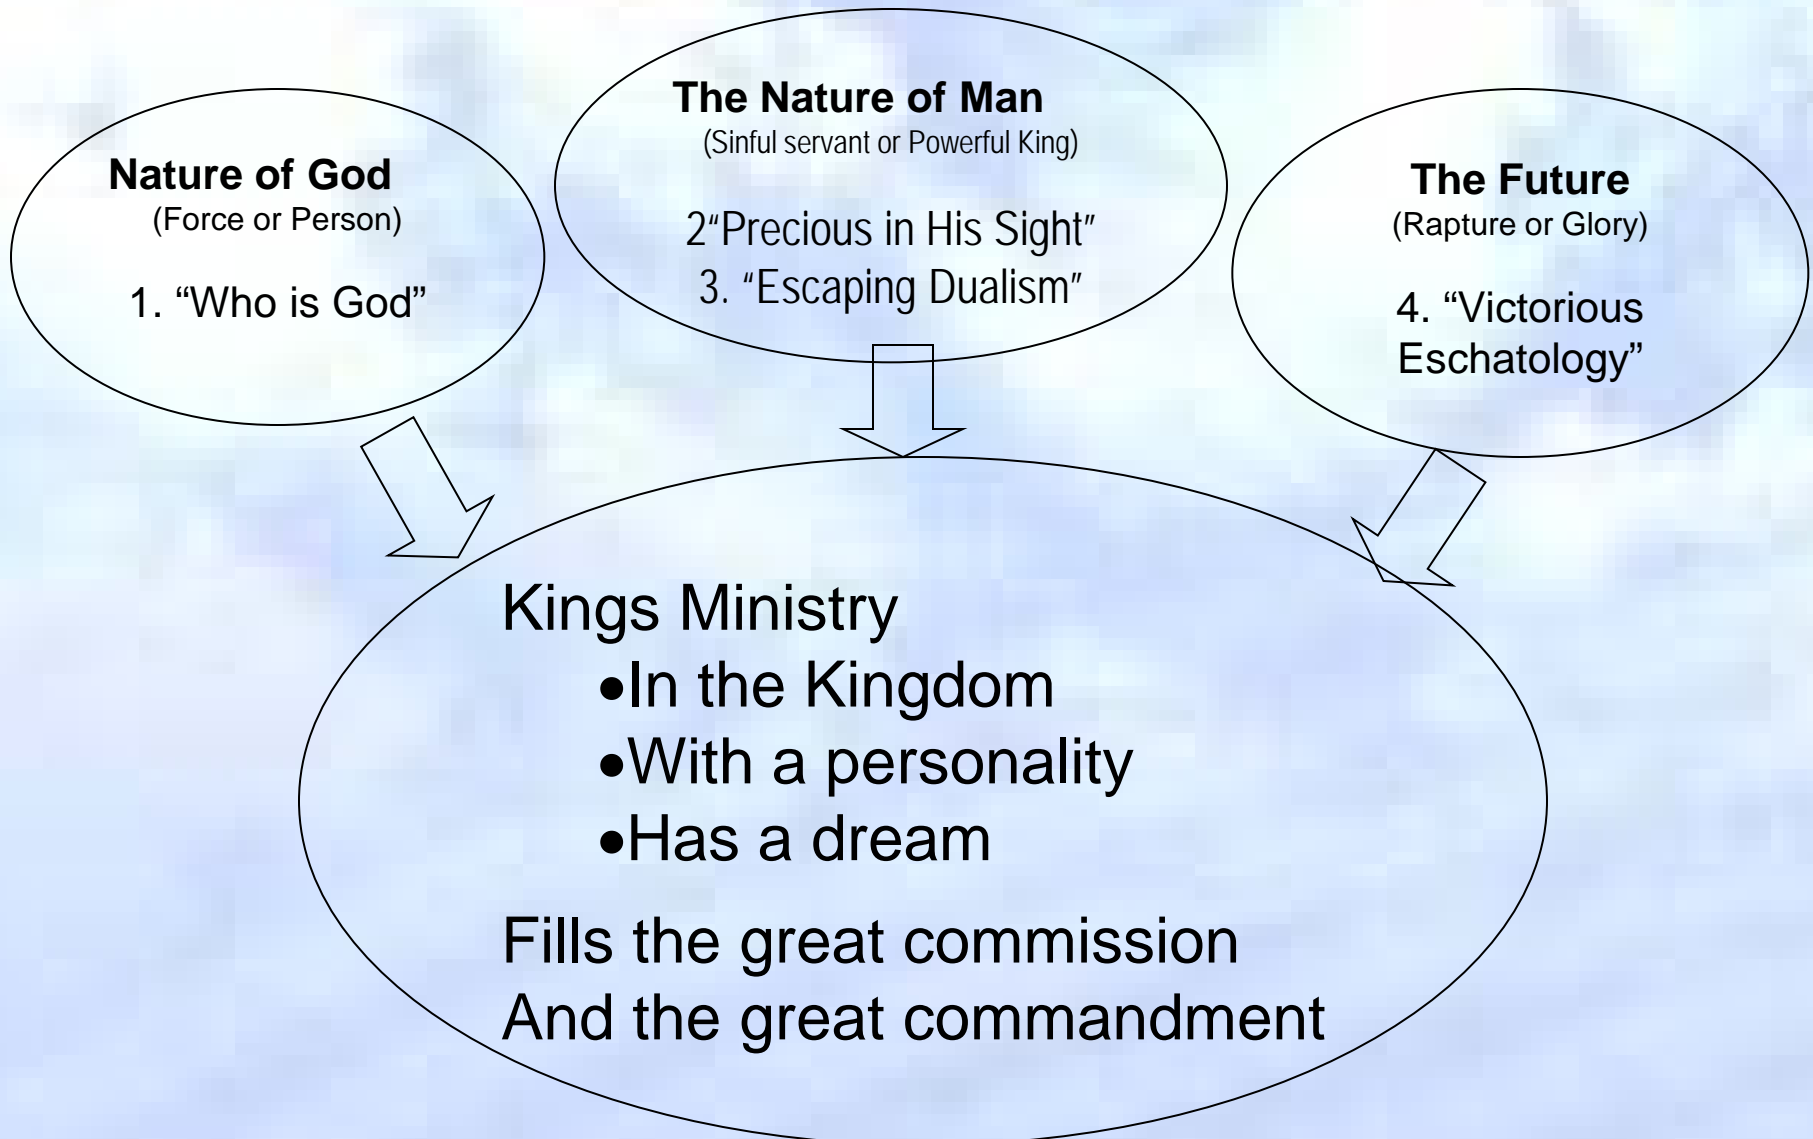 Nature of God
(Force or Person)
1. “Who is God”
The Nature of Man
(Sinful servant or Powerful King)
2“Precious in His Sight”
3. “Escaping Dualism”
The Future
(Rapture or Glory)
4. “Victorious
Eschatology”
Kings Ministry
•In the Kingdom
•With a personality
•Has a dream
Fills the great commission
And the great commandment